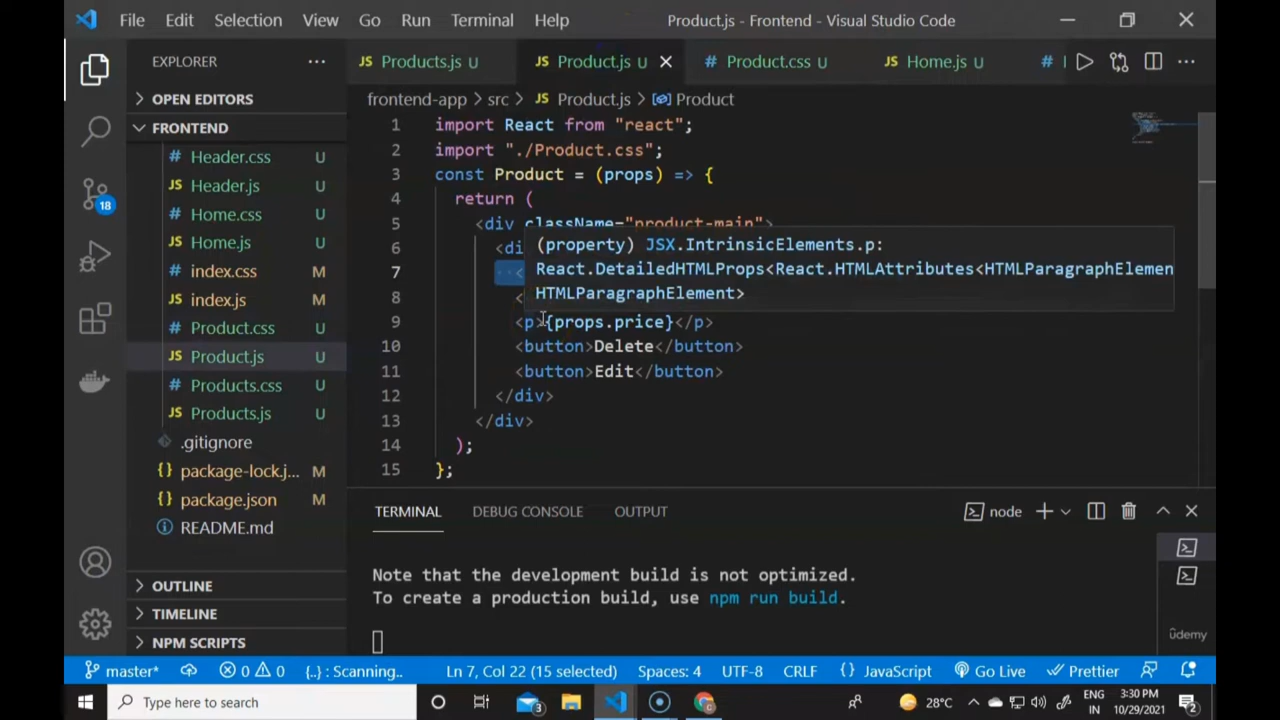 File Edit Selection View Go Run Terminal Help Product.js - Frontend - Visual Studio Code
EXPLORER
Products.js U Product.js U Product.css U Home.js U
OPEN EDITORS
FRONTEND
Header.css U
Header.js U
Home.css U
Home.js U
index.css M
index.js M
Product.css U
Product.js U
Products.css U
Products.js U
.gitignore
package-lock.j... M
package.json M
README.md
OUTLINE
TIMELINE
NPM SCRIPTS
18
frontend-app > src > JS Product.js > Product
1 import React from "react";
2 import "./Product.css";
3 const Product = (props) => {
4 return (
5 <div className="product-main">
6 <di
7 <
8 <
9 <p>{props.price}</p>
10 <button>Delete</button>
11 <button>Edit</button>
12 </div>
13 </div>
14 );
15 };
(property) JSX.IntrinsicElements.p:
React.DetailedHTMLProps<React.HTMLAttributes<HTMLParagraphElemen
HTMLParagraphElement>
TERMINAL DEBUG CONSOLE OUTPUT node
Note that the development build is not optimized.
To create a production build, use npm run build.
ûdemy
master* 0 0 {..} : Scanning... Ln 7, Col 22 (15 selected) Spaces: 4 UTF-8 CRLF {} JavaScript Go Live Prettier
Type here to search
3
28°C
ENG
IN
3:30 PM
10/29/2021
2